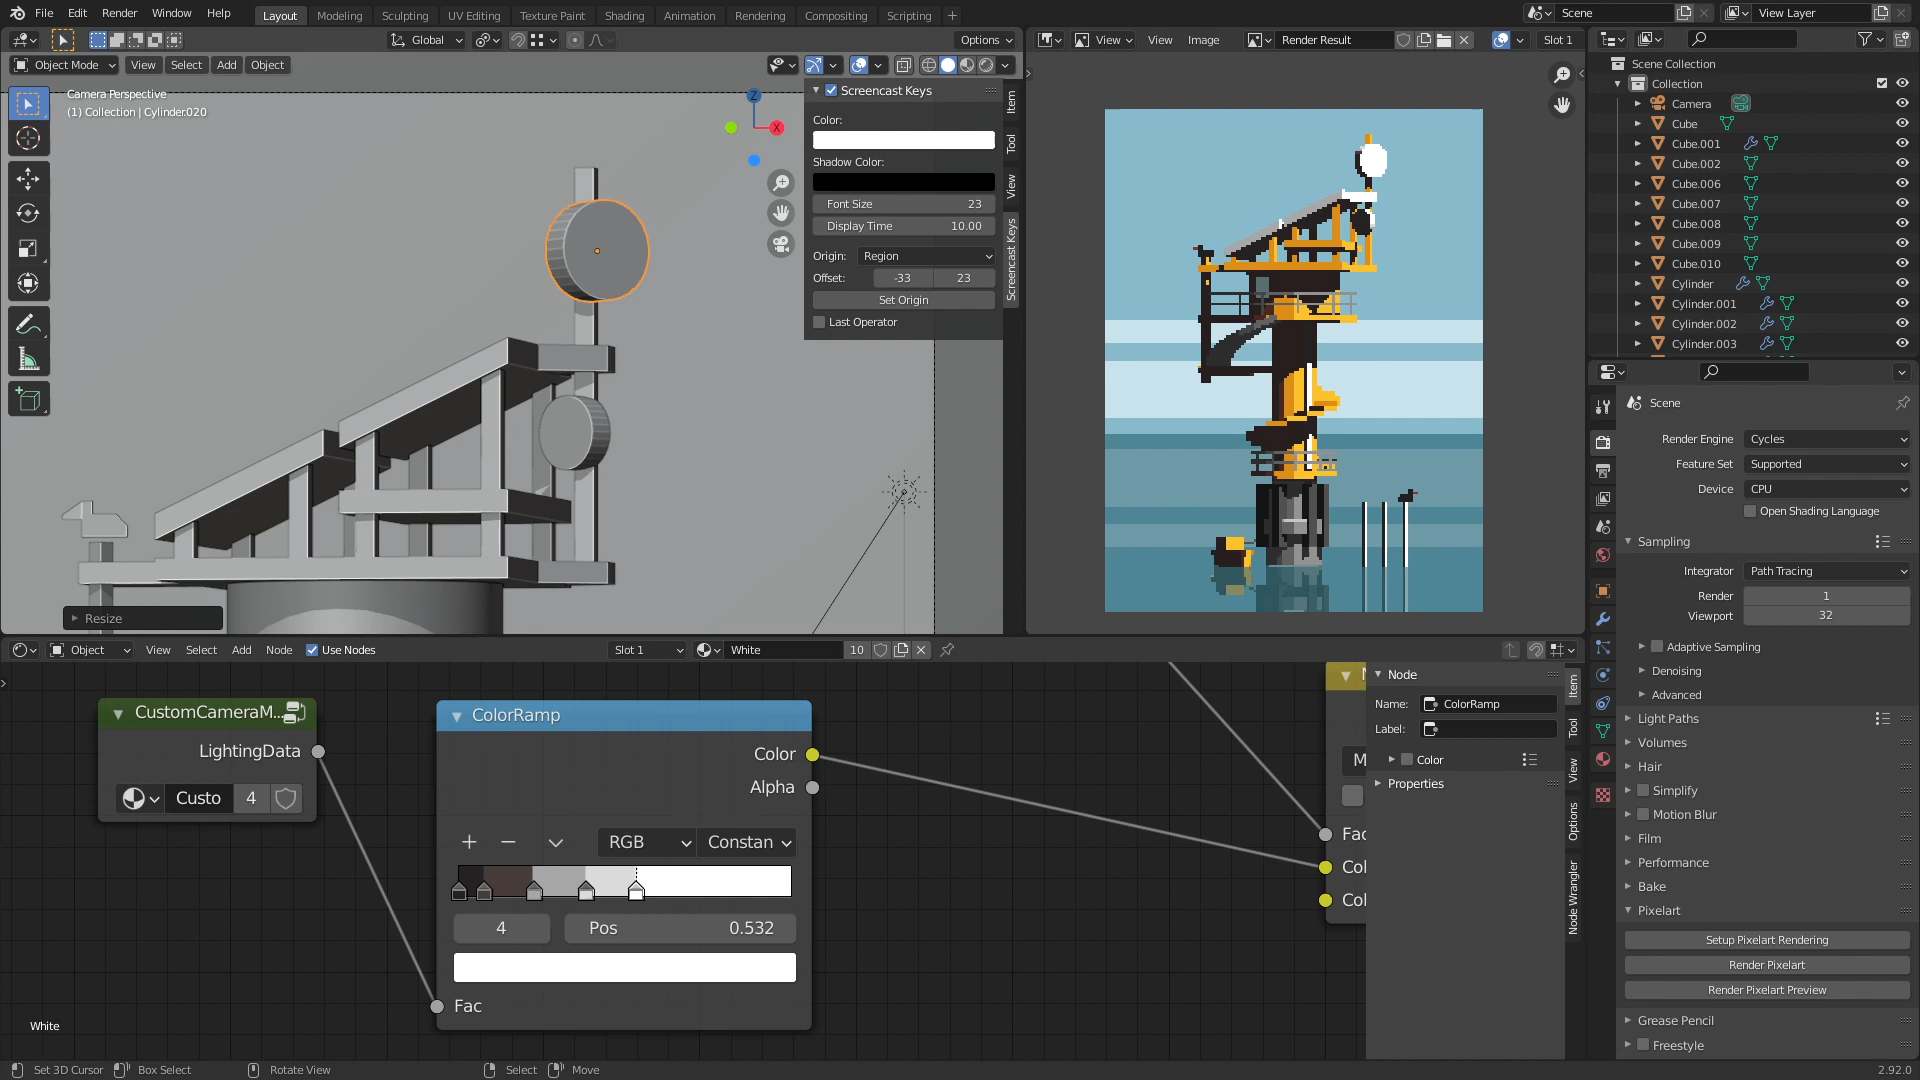 File Edit Render Window Help Layout Modeling Sculpting UV Editing Texture Paint Shading Animation Rendering Compositing Scripting + Scene View Layer
Global Options View View Image Render Result Slot 1
Object Mode View Select Add Object
Camera Perspective
(1) Collection | Cylinder.020
Z
X
Screencast Keys
Color:
Shadow Color:
Font Size 23
Display Time 10.00
Origin: Region
Offset: -33 23
Set Origin
Last Operator
Item
Tool
View
Screencast Keys
Resize
Scene Collection
Collection
Camera
Cube
Cube.001
Cube.002
Cube.006
Cube.007
Cube.008
Cube.009
Cube.010
Cylinder
Cylinder.001
Cylinder.002
Cylinder.003
Scene
Render Engine Cycles
Feature Set Supported
Device CPU
Open Shading Language
Sampling
Integrator Path Tracing
Render 1
Viewport 32
Adaptive Sampling
Denoising
Advanced
Light Paths
Volumes
Hair
Simplify
Motion Blur
Film
Performance
Bake
Pixelart
Setup Pixelart Rendering
Render Pixelart
Render Pixelart Preview
Grease Pencil
Freestyle
Object View Select Add Node Use Nodes Slot 1 White 10
CustomCameraM...
LightingData
Custo 4
ColorRamp
Color
Alpha
+ − RGB Constan
4 Pos 0.532
Fac
M
Fac
Col
Col
Node
Name: ColorRamp
Label:
Color
Properties
Item
Tool
View
Options
Node Wrangler
White
Set 3D Cursor Box Select Rotate View Select Move 2.92.0